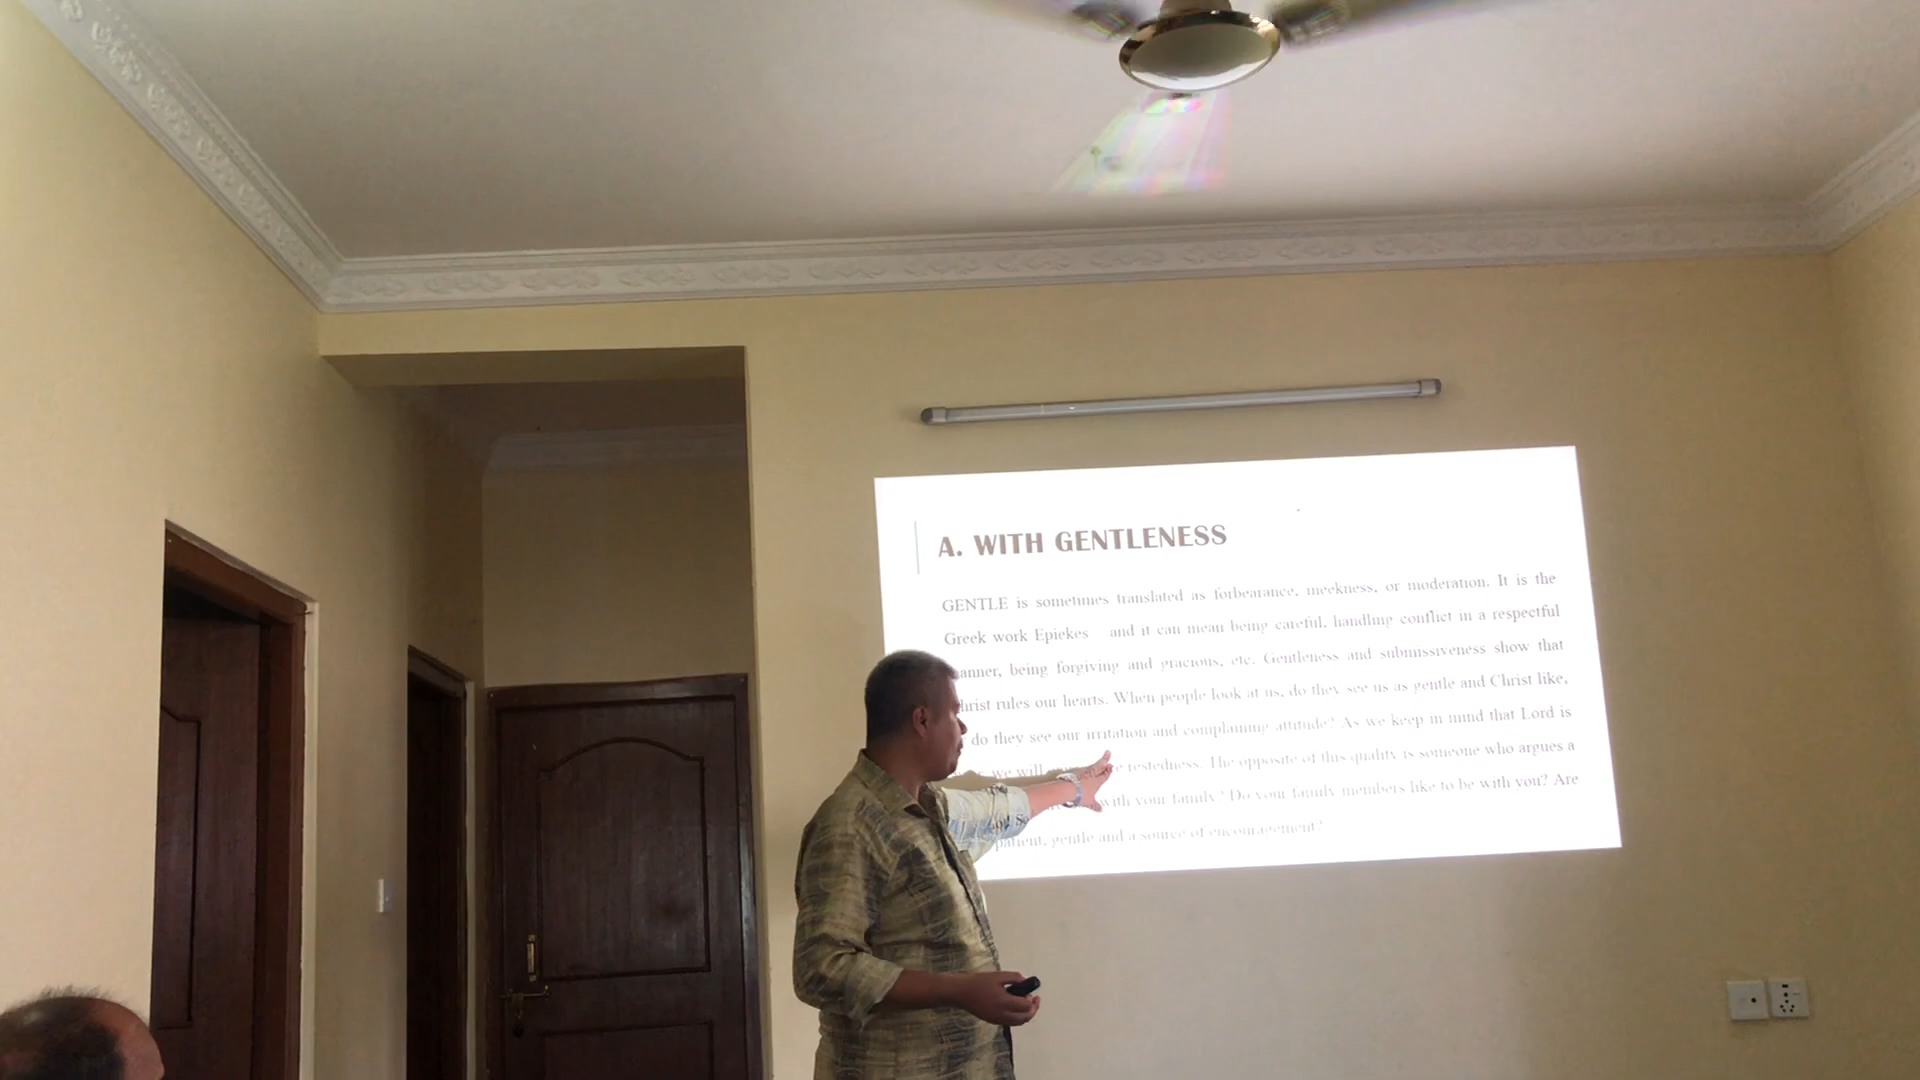 A. WITH GENTLENESS
GENTLE is sometimes translated as forbearance, meekness, or moderation. It is the
Greek work Epiekes and it can mean being careful, handling conflict in a respectful
anner, being forgiving and gracious, etc. Gentleness and submissiveness show that
hrist rules our hearts. When people look at us, do they see us as gentle and Christ like,
do they see our irritation and complaining attitude? As we keep in mind that Lord is
we will restedness. The opposite of this quality is someone who argues a
with your family? Do your family members like to be with you? Are
patient, gentle and a source of encouragement?